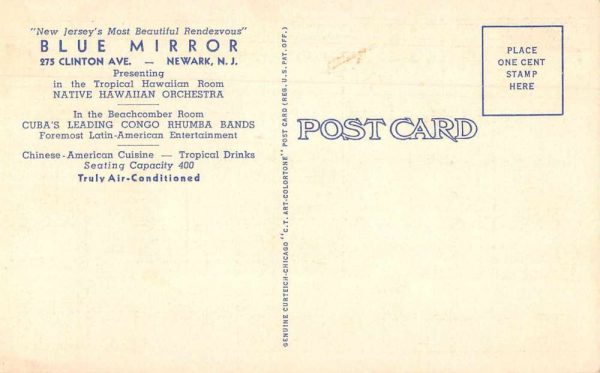 "New Jersey's Most Beautiful Rendezvous"
BLUE MIRROR
275 CLINTON AVE. — NEWARK, N. J.
Presenting
in the Tropical Hawaiian Room
NATIVE HAWAIIAN ORCHESTRA
In the Beachcomber Room
CUBA'S LEADING CONGO RHUMBA BANDS
Foremost Latin-American Entertainment
Chinese-American Cuisine — Tropical Drinks
Seating Capacity 400
Truly Air-Conditioned
GENUINE CURTEICH-CHICAGO "C.T. ART-COLORTONE" POST CARD (REG. U.S. PAT. OFF.)
POST CARD
PLACE
ONE CENT
STAMP
HERE